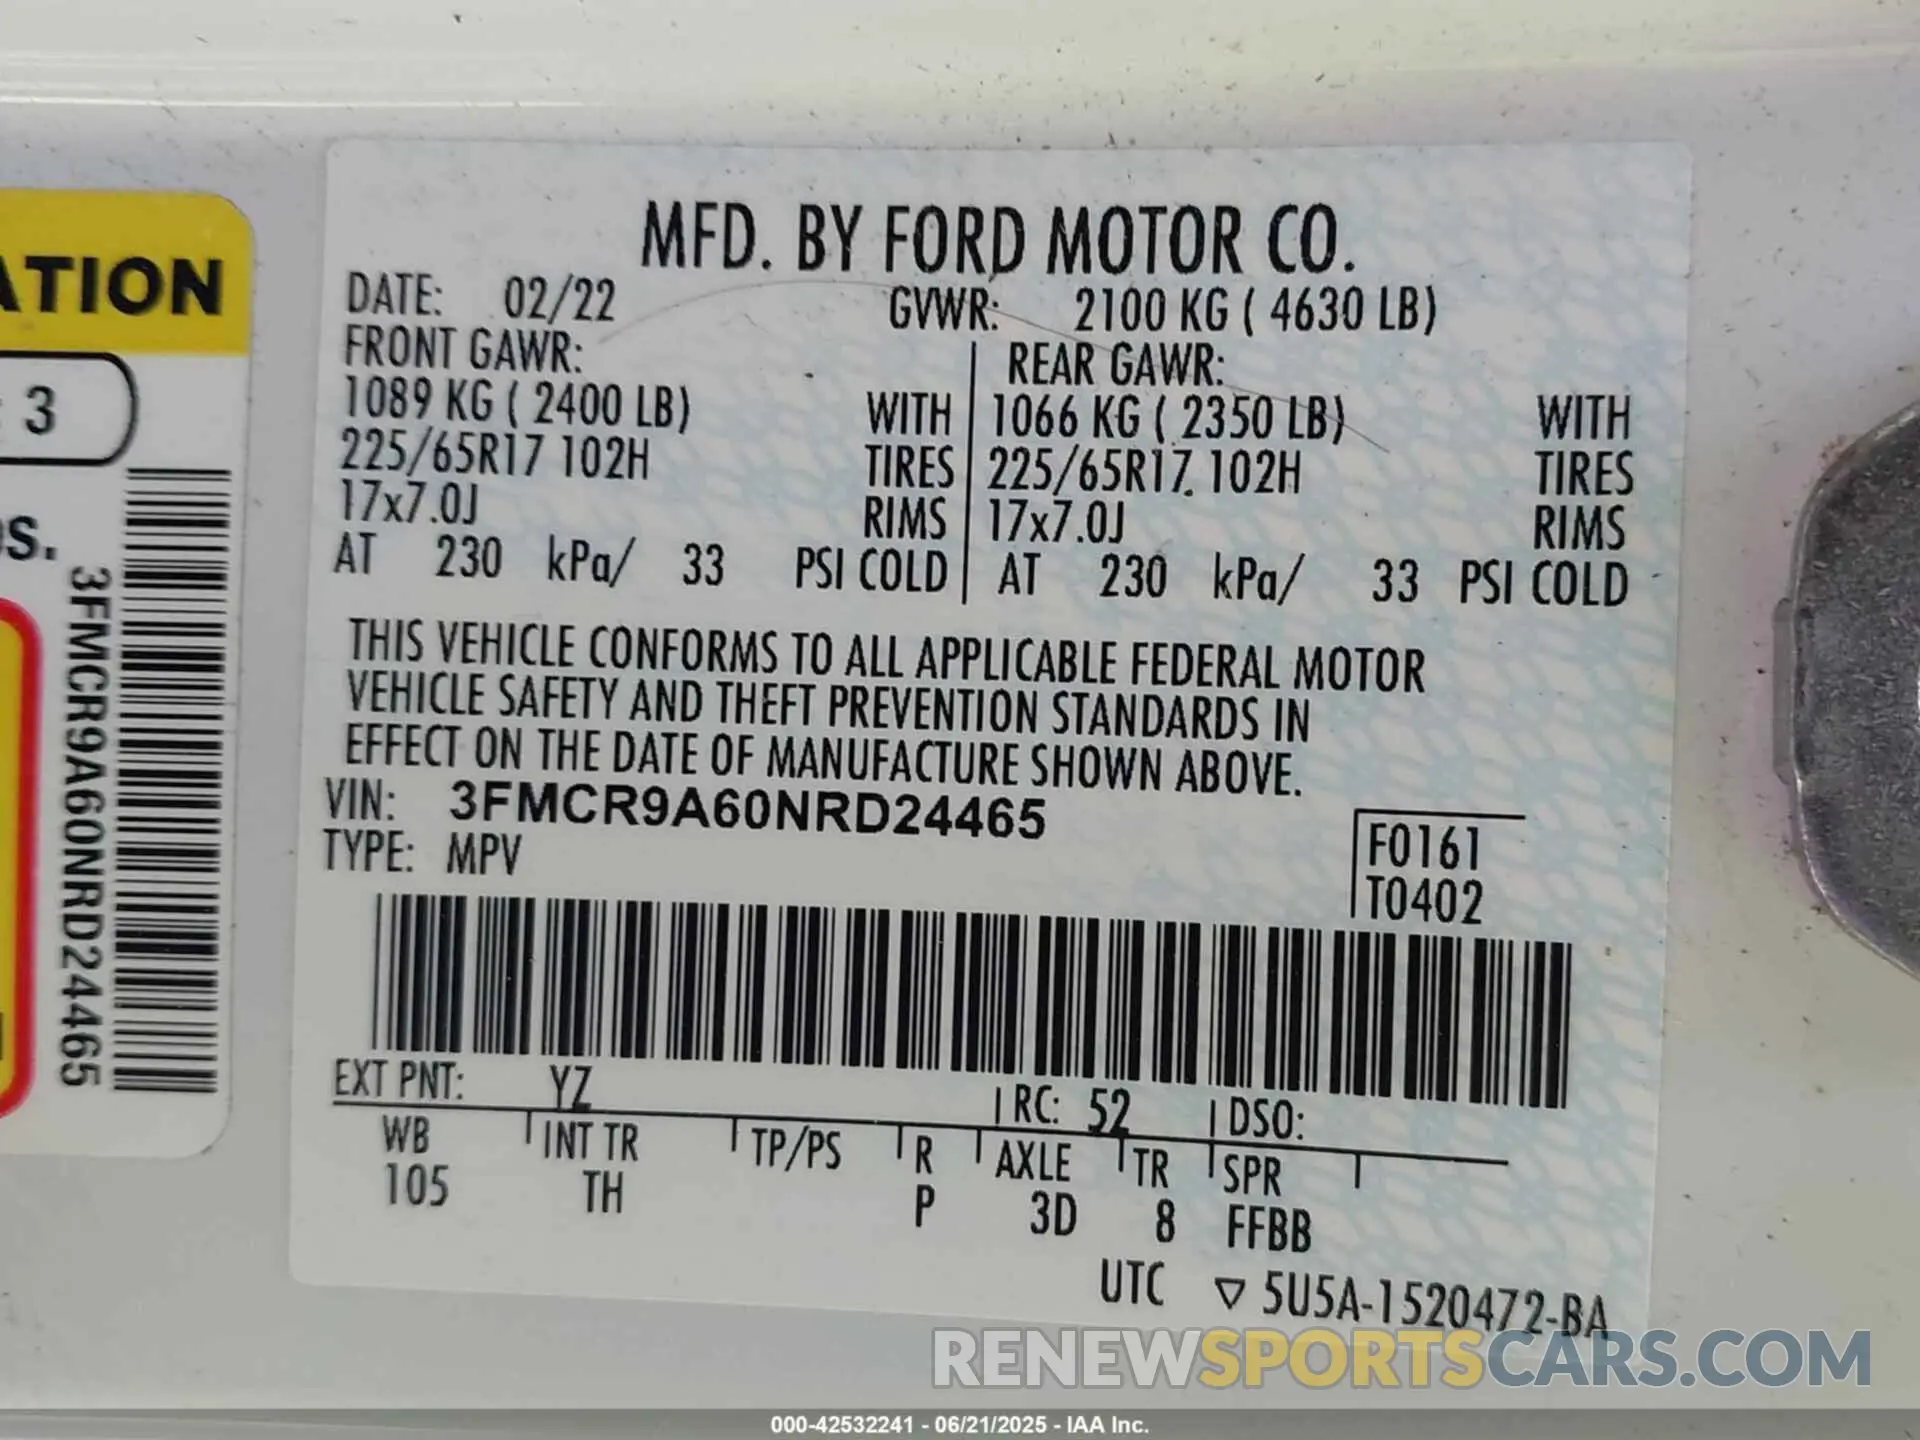 MFD. BY FORD MOTOR CO.
DATE: 02/22 GVWR: 2100 KG ( 4630 LB)
FRONT GAWR: REAR GAWR:
1089 KG ( 2400 LB) WITH 1066 KG ( 2350 LB) WITH
225/65R17 102H TIRES 225/65R17 102H TIRES
17x7.0J RIMS 17x7.0J RIMS
AT 230 kPa/ 33 PSI COLD AT 230 kPa/ 33 PSI COLD
THIS VEHICLE CONFORMS TO ALL APPLICABLE FEDERAL MOTOR
VEHICLE SAFETY AND THEFT PREVENTION STANDARDS IN
EFFECT ON THE DATE OF MANUFACTURE SHOWN ABOVE.
VIN: 3FMCR9A60NRD24465
TYPE: MPV
F0161
T0402
EXT PNT: YZ RC: 52 DSO:
WB INT TR TP/PS R AXLE TR SPR
105 TH P 3D 8 FFBB
UTC ▽ 5U5A-1520472-BA
ATION
3
s.
3FMCR9A60NRD24465
RENEWSPORTSCARS.COM
000-42532241 - 06/21/2025 - IAA Inc.